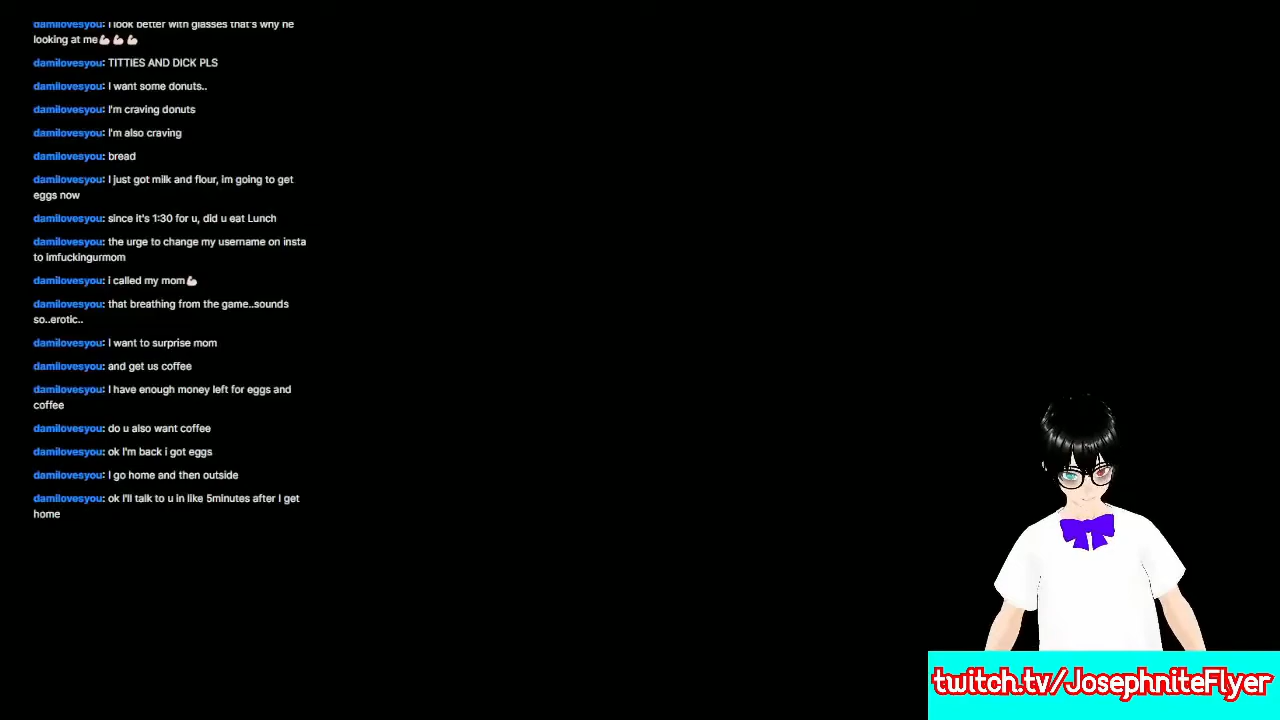 damilovesyou: I look better with glasses that's why he
looking at me💪🏻💪🏻💪🏻
damilovesyou: TITTIES AND DICK PLS
damilovesyou: I want some donuts..
damilovesyou: I'm craving donuts
damilovesyou: I'm also craving
damilovesyou: bread
damilovesyou: I just got milk and flour, im going to get
eggs now
damilovesyou: since it's 1:30 for u, did u eat Lunch
damilovesyou: the urge to change my username on insta
to imfuckingurmom
damilovesyou: i called my mom💪🏻
damilovesyou: that breathing from the game..sounds
so..erotic..
damilovesyou: I want to surprise mom
damilovesyou: and get us coffee
damilovesyou: I have enough money left for eggs and
coffee
damilovesyou: do u also want coffee
damilovesyou: ok I'm back i got eggs
damilovesyou: I go home and then outside
damilovesyou: ok I'll talk to u in like 5minutes after I get
home
twitch.tv/JosephniteFlyer